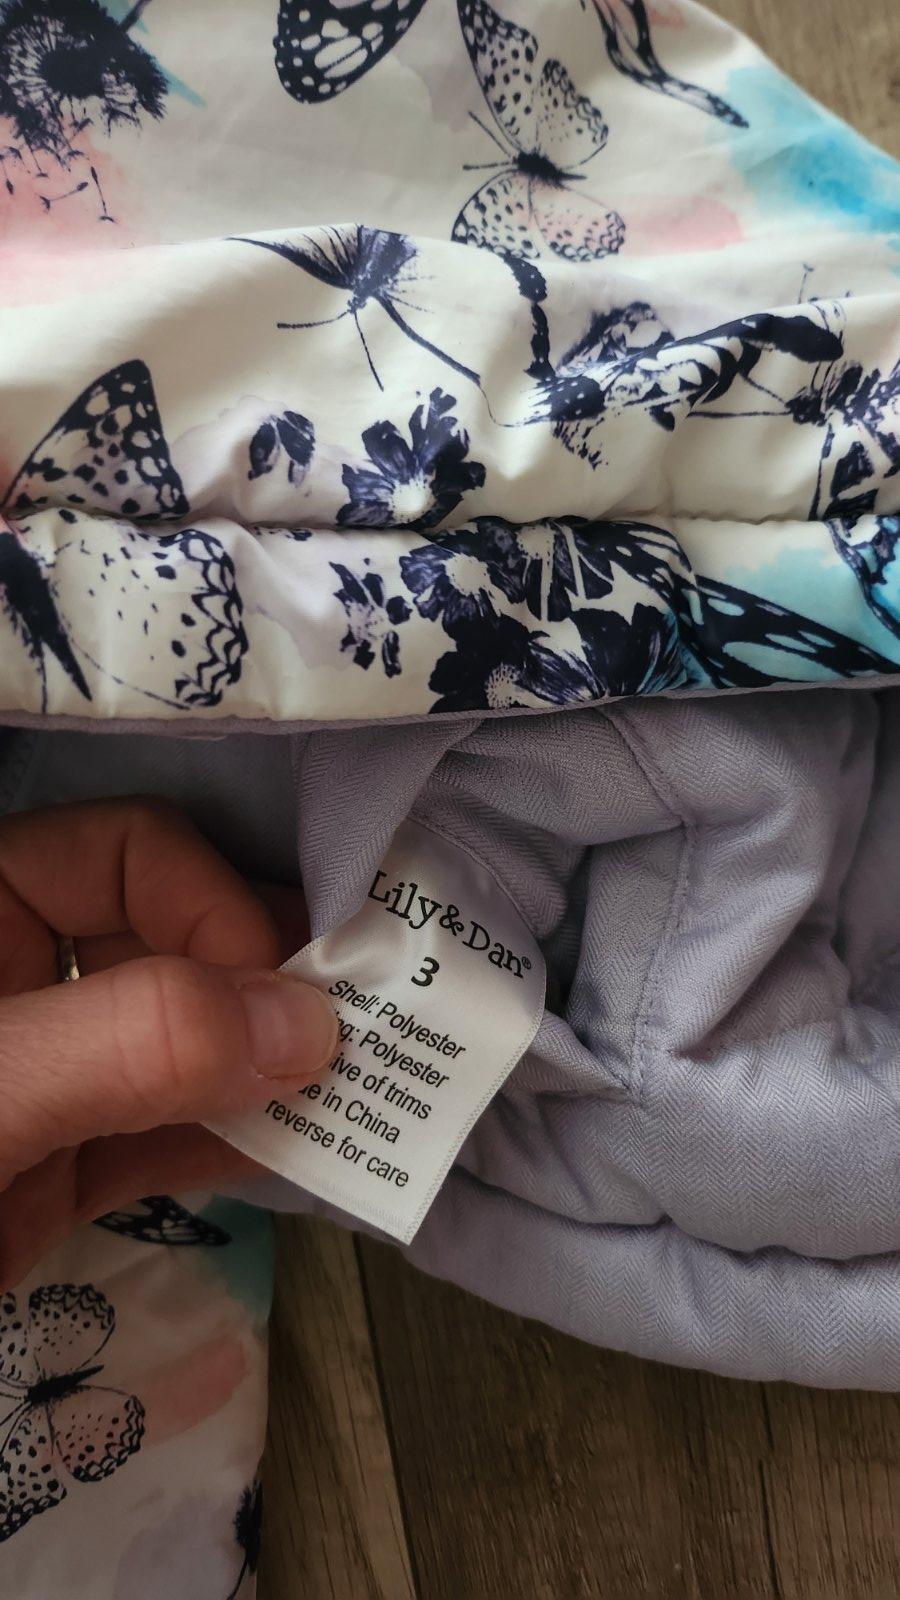 Lily&Dan®
3
Shell: Polyester
Polyester
of trims
in China
reverse for care